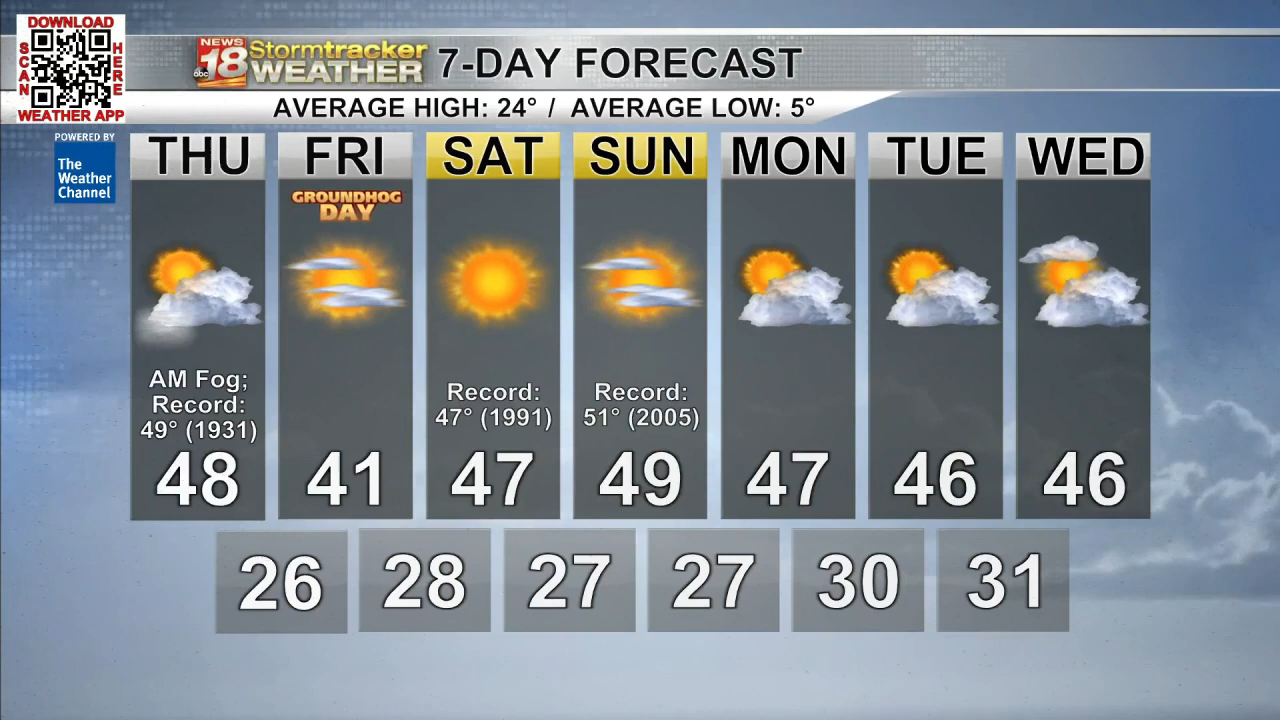 DOWNLOAD
SCAN
HERE
WEATHER APP
NEWS
abc 18
Stormtracker
WEATHER
7-DAY FORECAST
AVERAGE HIGH: 24° / AVERAGE LOW: 5°
POWERED BY
The
Weather
Channel
THU FRI SAT SUN MON TUE WED
GROUNDHOG
DAY
AM Fog;
Record:
49° (1931)
Record:
47° (1991)
Record:
51° (2005)
48 41 47 49 47 46 46
26 28 27 27 30 31